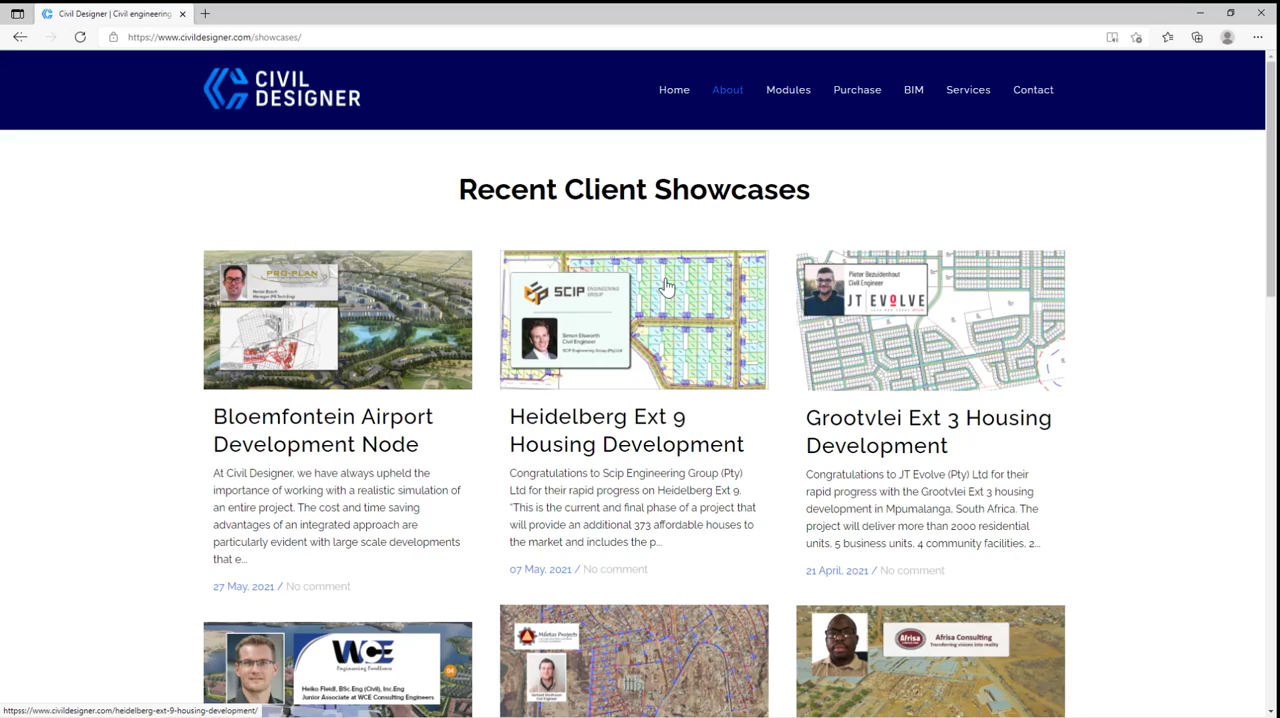 Civil Designer | Civil engineering
https://www.civildesigner.com/showcases/
CIVIL
DESIGNER
Home About Modules Purchase BIM Services Contact
Recent Client Showcases
PRO-PLAN
SCIP ENGINEERING
GROUP
Simon Ellsworth
Civil Engineer
SCIP Engineering Group (Pty) Ltd
Pieter Bezuidenhout
Civil Engineer
JT EVOLVE
Bloemfontein Airport
Development Node
At Civil Designer, we have always upheld the
importance of working with a realistic simulation of
an entire project. The cost and time saving
advantages of an integrated approach are
particularly evident with large scale developments
that e...
27 May, 2021 / No comment
Heidelberg Ext 9
Housing Development
Congratulations to Scip Engineering Group (Pty)
Ltd for their rapid progress on Heidelberg Ext 9.
“This is the current and final phase of a project that
will provide an additional 373 affordable houses to
the market and includes the p...
07 May, 2021 / No comment
Grootvlei Ext 3 Housing
Development
Congratulations to JT Evolve (Pty) Ltd for their
rapid progress with the Grootvlei Ext 3 housing
development in Mpumalanga, South Africa. The
project will deliver more than 2000 residential
units, 5 business units, 4 community facilities, 2...
21 April, 2021 / No comment
WCE
Engineering Excellence
Heiko Fleidl, BSc.Eng (Civil), Inc.Eng
Junior Associate at WCE Consulting Engineers
Miletus Projects
Afrisa
Afrisa Consulting
Transferring visions into reality
https://www.civildesigner.com/heidelberg-ext-9-housing-development/